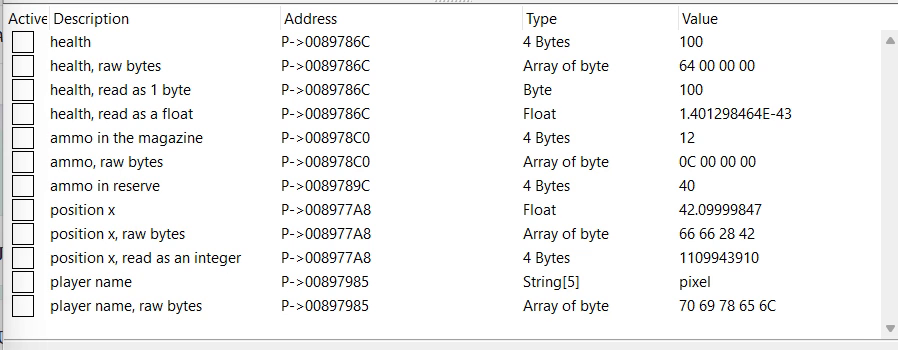 Active Description Address Type Value
health P->0089786C 4 Bytes 100
health, raw bytes P->0089786C Array of byte 64 00 00 00
health, read as 1 byte P->0089786C Byte 100
health, read as a float P->0089786C Float 1.401298464E-43
ammo in the magazine P->008978C0 4 Bytes 12
ammo, raw bytes P->008978C0 Array of byte 0C 00 00 00
ammo in reserve P->0089789C 4 Bytes 40
position x P->008977A8 Float 42.09999847
position x, raw bytes P->008977A8 Array of byte 66 66 28 42
position x, read as an integer P->008977A8 4 Bytes 1109943910
player name P->00897985 String[5] pixel
player name, raw bytes P->00897985 Array of byte 70 69 78 65 6C